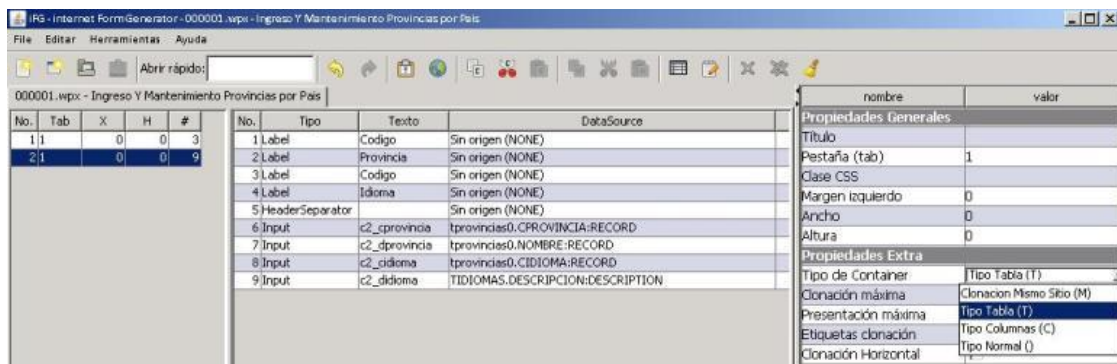 iFG - internet FormGenerator - 000001.wpx - Ingreso Y Mantenimiento Provincias por Pais
File Editar Herramientas Ayuda
Abrir rápido:
000001.wpx - Ingreso Y Mantenimiento Provincias por Pais
No. Tab X H #
1 1 0 0 3
2 1 0 0 9
No. Tipo Texto DataSource
1 Label Codigo Sin origen (NONE)
2 Label Provincia Sin origen (NONE)
3 Label Codigo Sin origen (NONE)
4 Label Idioma Sin origen (NONE)
5 HeaderSeparator Sin origen (NONE)
6 Input c2_cprovincia tprovincias0.CPROVINCIA:RECORD
7 Input c2_dprovincia tprovincias0.NOMBRE:RECORD
8 Input c2_cidioma tprovincias0.CIDIOMA:RECORD
9 Input c2_didioma TIDIOMAS.DESCRIPCION:DESCRIPTION
nombre valor
Propiedades Generales
Título
Pestaña (tab) 1
Clase CSS
Margen izquierdo 0
Ancho 0
Altura 0
Propiedades Extra
Tipo de Container Tipo Tabla (T)
Clonación máxima Clonacion Mismo Sitio (M)
Presentación máxima Tipo Tabla (T)
Etiquetas clonación Tipo Columnas (C)
Clonación Horizontal Tipo Normal ()